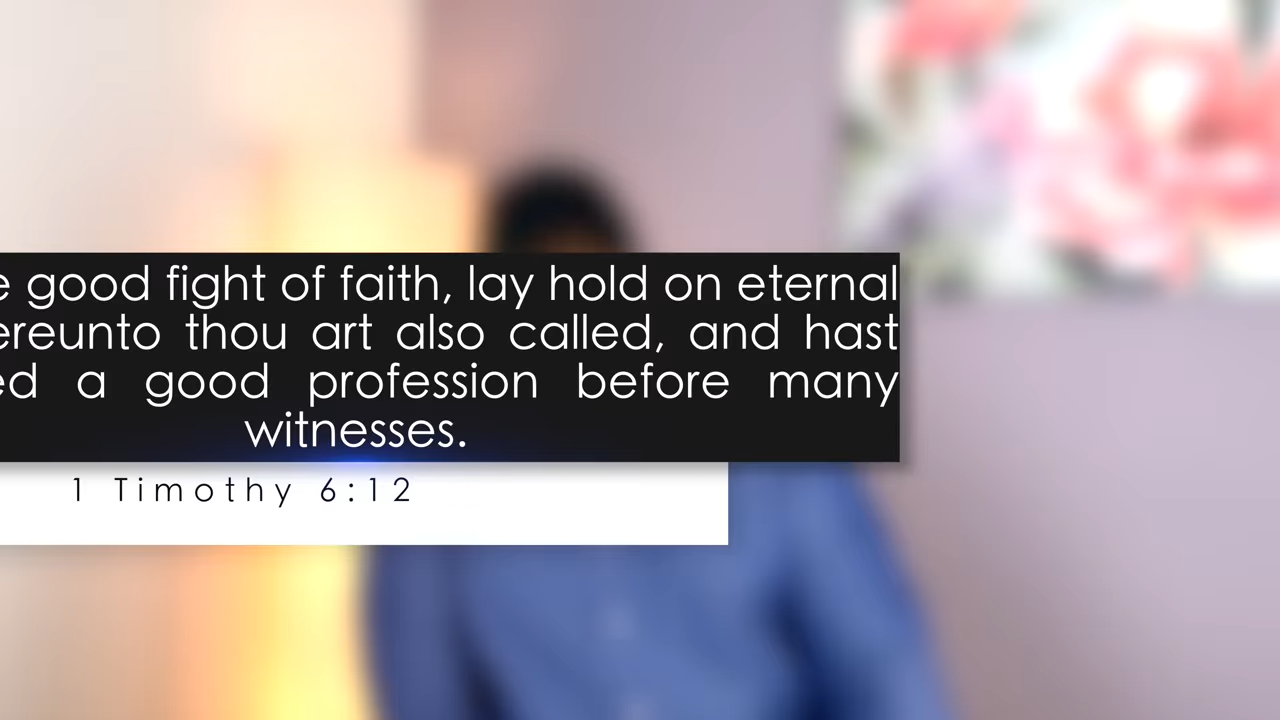 good fight of faith, lay hold on eternal
thou art also called, and hast
a good profession before many
witnesses.
1 Timothy 6:12